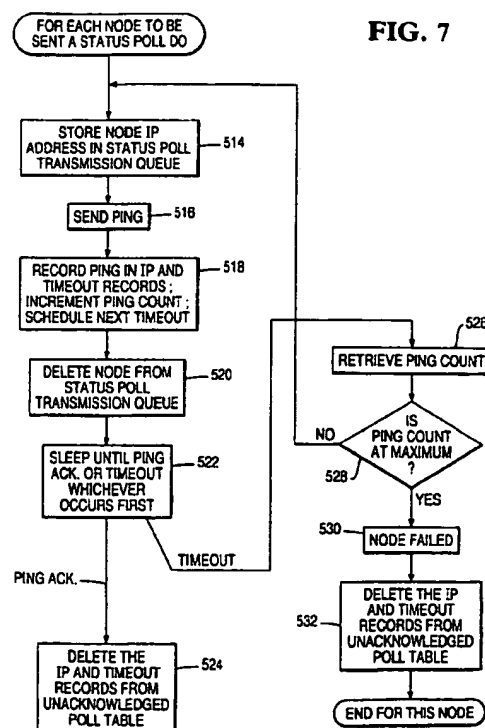 FIG. 7
FOR EACH NODE TO BE
SENT A STATUS POLL DO
STORE NODE IP
ADDRESS IN STATUS POLL
TRANSMISSION QUEUE
514
SEND PING
516
RECORD PING IN IP AND
TIMEOUT RECORDS ;
INCREMENT PING COUNT ;
SCHEDULE NEXT TIMEOUT
518
DELETE NODE FROM
STATUS POLL
TRANSMISSION QUEUE
520
SLEEP UNTIL PING
ACK. OR TIMEOUT
WHICHEVER
OCCURS FIRST
522
TIMEOUT
PING ACK.
DELETE THE
IP AND TIMEOUT
RECORDS FROM
UNACKNOWLEDGED
POLL TABLE
524
526
RETRIEVE PING COUNT
IS
PING COUNT
AT MAXIMUM
?
528
NO
YES
530
NODE FAILED
DELETE THE IP
AND TIMEOUT
RECORDS FROM
UNACKNOWLEDGED
POLL TABLE
532
END FOR THIS NODE